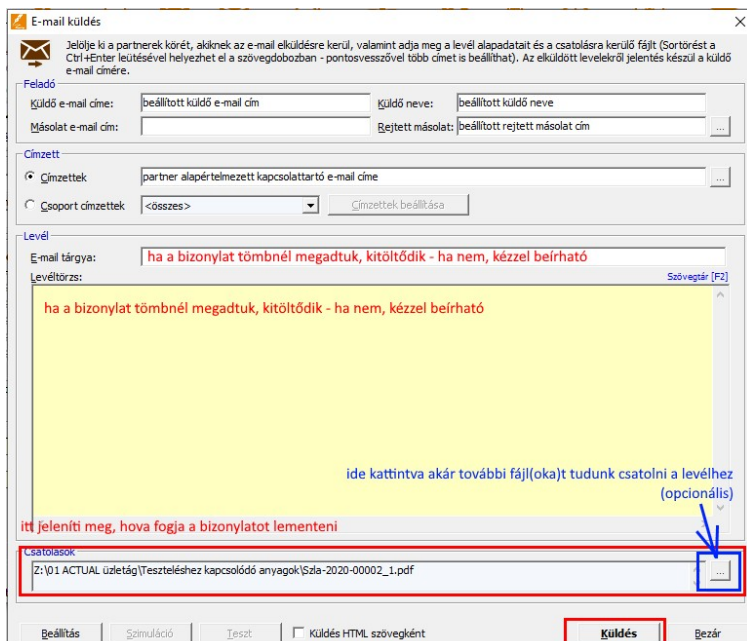 E-mail küldés
Jelölje ki a partnerek körét, akiknek az e-mail elküldésre kerül, valamint adja meg a levél alapadatait és a csatolásra kerülő fájlt (Sortörést a
Ctrl+Enter leütésével helyezhet el a szövegdobozban - pontosvesszővel több címet is beállíthat). Az elküldött levelekről jelentés készül a küldő
e-mail címére.
Feladó
Küldő e-mail címe: beállított küldő e-mail cím Küldő neve: beállított küldő neve
Másolat e-mail cím: Rejtett másolat: beállított rejtett másolat cím ...
Címzett
Címzettek partner alapértelmezett kapcsolattartó e-mail címe ...
Csoport címzettek <összes> Címzettek beállítása
Levél
E-mail tárgya: ha a bizonylat tömbnél megadtuk, kitöltődik - ha nem, kézzel beírható
Levéltörzs: Szövegtár [F2]
ha a bizonylat tömbnél megadtuk, kitöltődik - ha nem, kézzel beírható
ide kattintva akár további fájl(oka)t tudunk csatolni a levélhez
(opcionális)
itt jeleníti meg, hova fogja a bizonylatot lementeni
Csatolások
Z:\01 ACTUAL üzletág\Teszteléshez kapcsolódó anyagok\Szla-2020-00002_1.pdf ...
Beállítás Szimuláció Teszt Küldés HTML szövegként Küldés Bezár